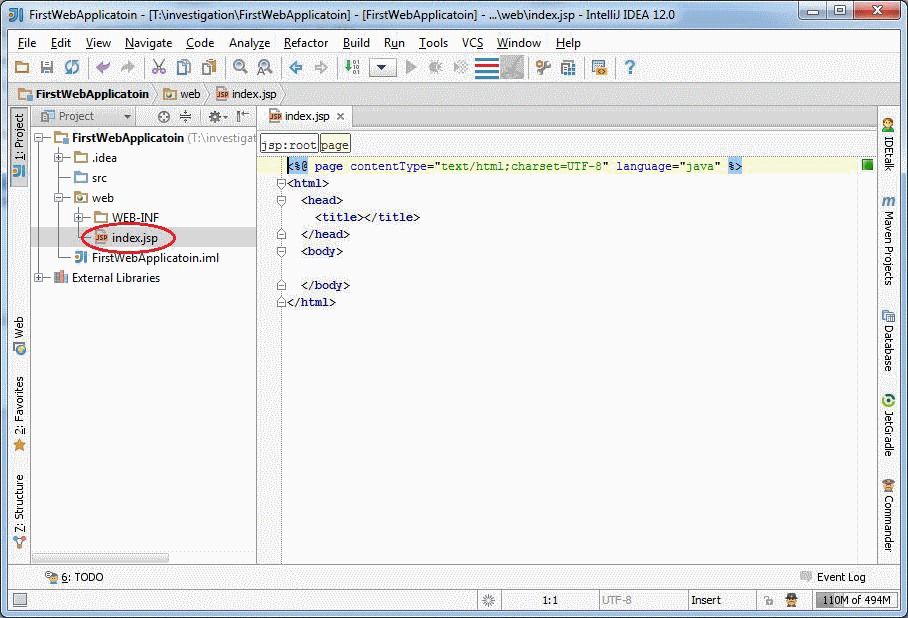 FirstWebApplicatoin - [T:\investigation\FirstWebApplicatoin] - [FirstWebApplicatoin] - ...\web\index.jsp - IntelliJ IDEA 12.0
File Edit View Navigate Code Analyze Refactor Build Run Tools VCS Window Help
FirstWebApplicatoin web JSP index.jsp
1: Project
Project
JSP index.jsp
FirstWebApplicatoin (T:\investigat
.idea
src
web
WEB-INF
JSP index.jsp
FirstWebApplicatoin.iml
External Libraries
jsp:root page
<%@ page contentType="text/html;charset=UTF-8" language="java" %>
<html>
<head>
<title></title>
</head>
<body>
</body>
</html>
Web
2: Favorites
Z: Structure
IDEtalk
m Maven Projects
Database
JetGradle
Commander
6: TODO
Event Log
1:1
UTF-8
Insert
110M of 494M